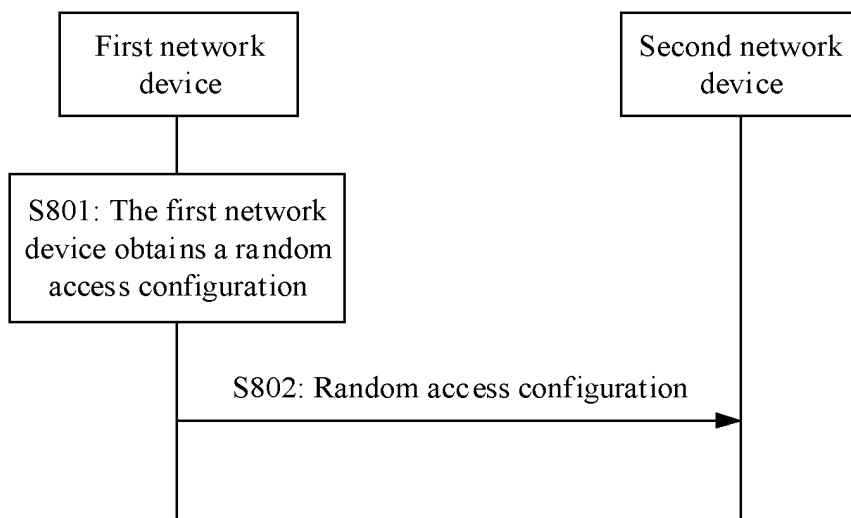 First network
device
Second network
device
S801: The first network
device obtains a random
access configuration
S802: Random access configuration